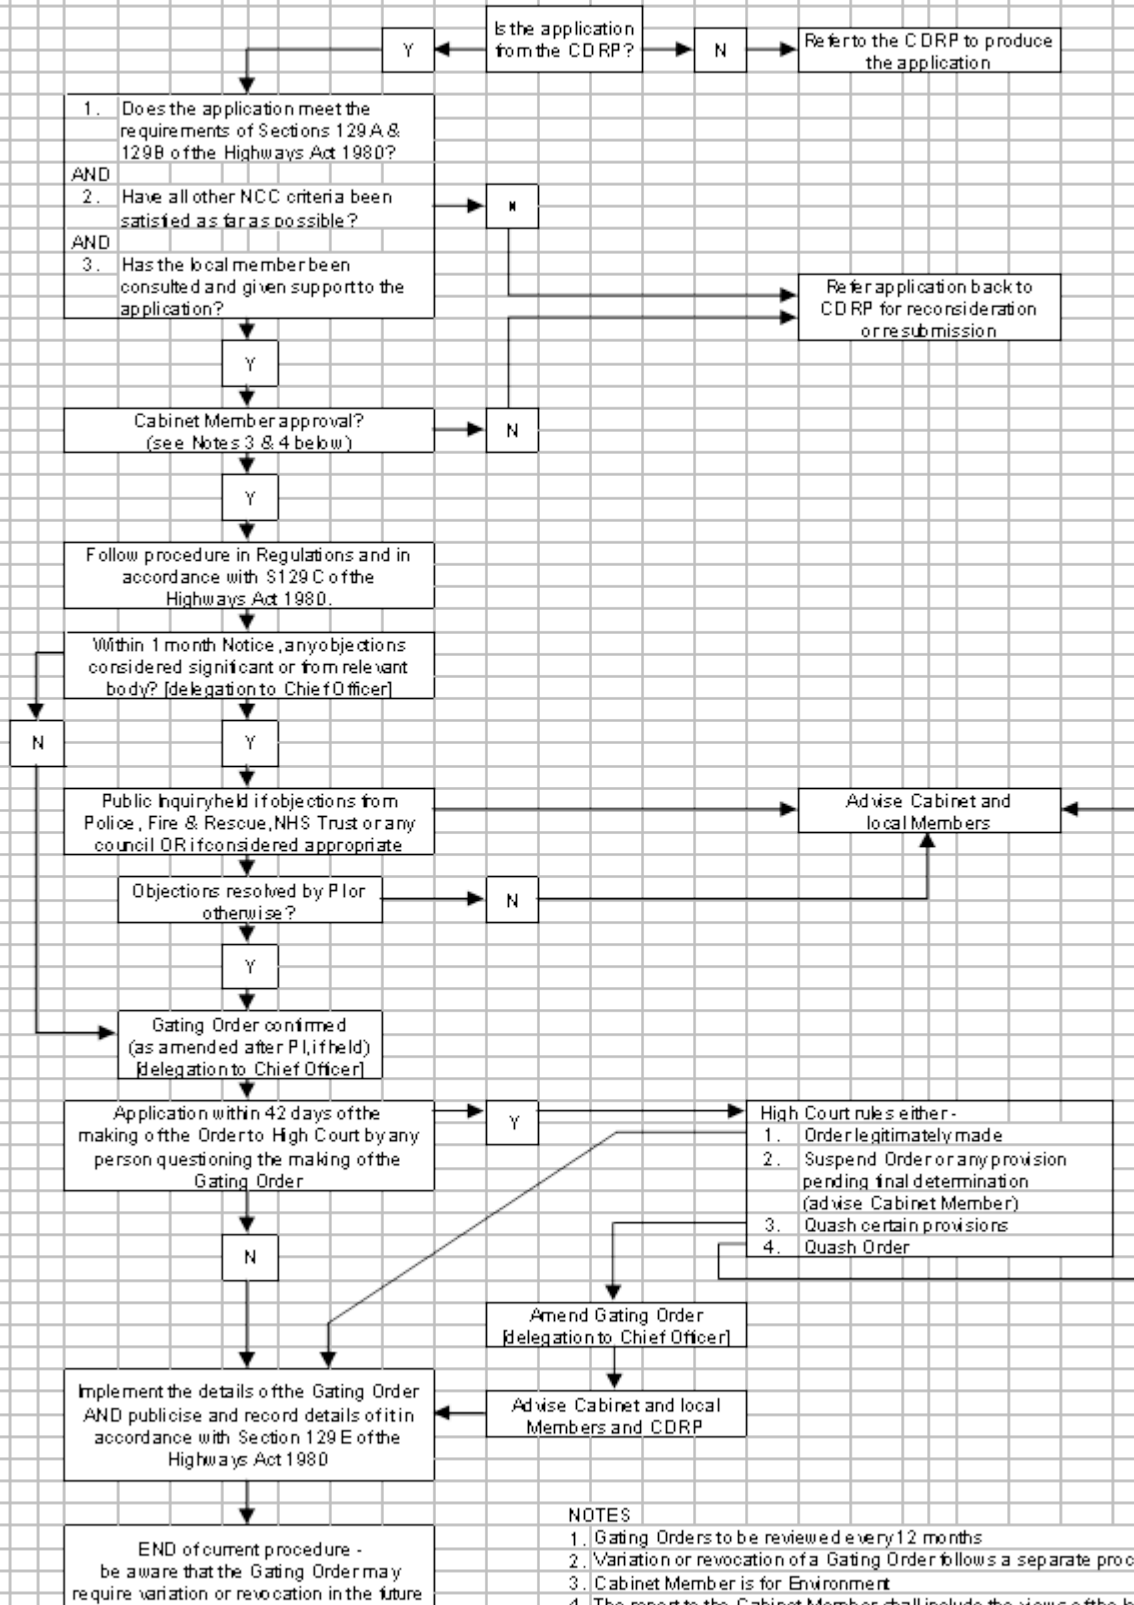 Is the application
from the CDRP?
Y
N
Refer to the CDRP to produce
the application
1. Does the application meet the
requirements of Sections 129A &
129B of the Highways Act 1980?
AND
2. Have all other NCC criteria been
satisfied as far as possible?
AND
3. Has the local member been
consulted and given support to the
application?
N
Refer application back to
CDRP for reconsideration
or resubmission
Y
Cabinet Member approval?
(see Notes 3 & 4 below)
N
Y
Follow procedure in Regulations and in
accordance with S129C of the
Highways Act 1980.
Within 1 month Notice, any objections
considered significant or from relevant
body? [delegation to Chief Officer]
N
Y
Public Inquiry held if objections from
Police, Fire & Rescue, NHS Trust or any
council OR if considered appropriate
Advise Cabinet and
local Members
Objections resolved by PI or
otherwise?
N
Y
Gating Order confirmed
(as amended after PI, if held)
[delegation to Chief Officer]
Application within 42 days of the
making of the Order to High Court by any
person questioning the making of the
Gating Order
Y
High Court rules either -
1. Order legitimately made
2. Suspend Order or any provision
pending final determination
(advise Cabinet Member)
3. Quash certain provisions
4. Quash Order
N
Amend Gating Order
[delegation to Chief Officer]
Advise Cabinet and local
Members and CDRP
Implement the details of the Gating Order
AND publicise and record details of it in
accordance with Section 129E of the
Highways Act 1980
END of current procedure -
be aware that the Gating Order may
require variation or revocation in the future
NOTES
1. Gating Orders to be reviewed every 12 months
2. Variation or revocation of a Gating Order follows a separate proc
3. Cabinet Member is for Environment
4. The report to the Cabinet Member shall include the views of the